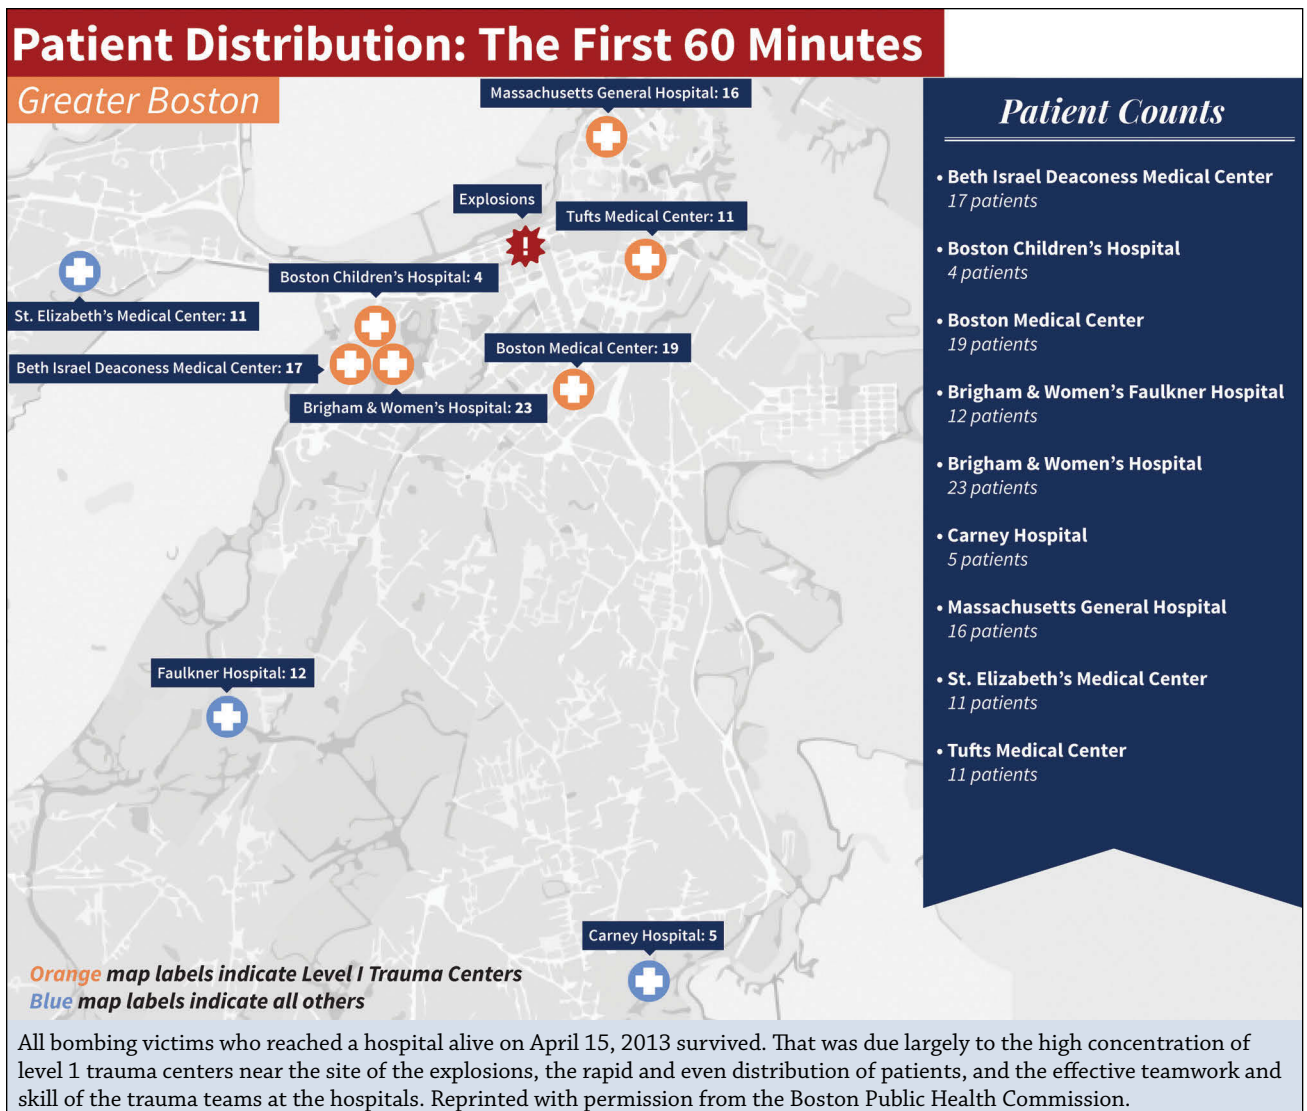 Patient Distribution: The First 60 Minutes
Greater Boston
Massachusetts General Hospital: 16
Explosions
Tufts Medical Center: 11
Boston Children’s Hospital: 4
St. Elizabeth’s Medical Center: 11
Boston Medical Center: 19
Beth Israel Deaconess Medical Center: 17
Brigham & Women’s Hospital: 23
Faulkner Hospital: 12
Carney Hospital: 5
Orange map labels indicate Level I Trauma Centers
Blue map labels indicate all others
Patient Counts
• Beth Israel Deaconess Medical Center
17 patients
• Boston Children’s Hospital
4 patients
• Boston Medical Center
19 patients
• Brigham & Women’s Faulkner Hospital
12 patients
• Brigham & Women’s Hospital
23 patients
• Carney Hospital
5 patients
• Massachusetts General Hospital
16 patients
• St. Elizabeth’s Medical Center
11 patients
• Tufts Medical Center
11 patients
All bombing victims who reached a hospital alive on April 15, 2013 survived. That was due largely to the high concentration of
level 1 trauma centers near the site of the explosions, the rapid and even distribution of patients, and the effective teamwork and
skill of the trauma teams at the hospitals. Reprinted with permission from the Boston Public Health Commission.